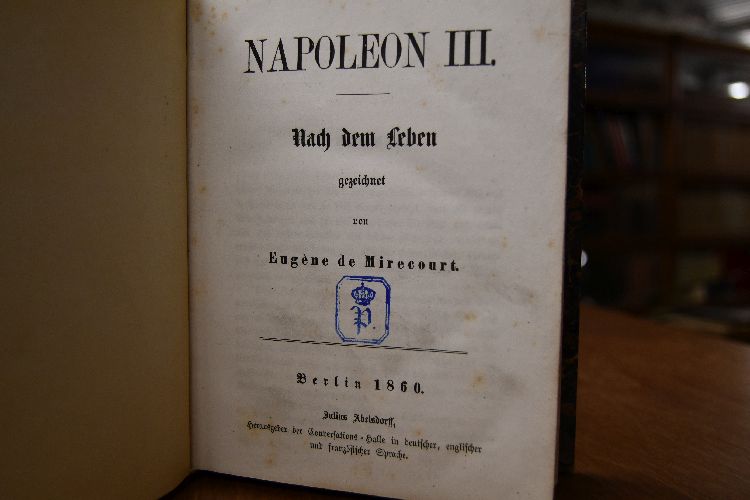 NAPOLEON III.
Nach dem Leben
gezeichnet
von
Eugène de Mirecourt.
P.
Berlin 1860.
Julius Abelsdorff,
Herausgeber der Conversations-Halle in deutscher, englischer
und französischer Sprache.